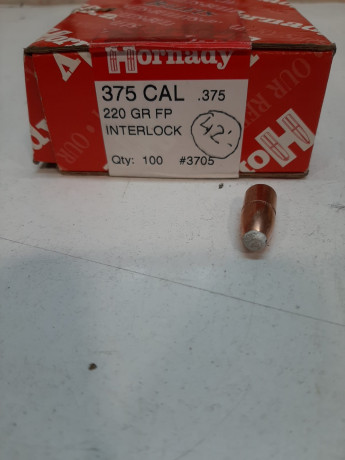 Hornady
375 CAL .375
220 GR FP
INTERLOCK
42-
Qty: 100 #3705